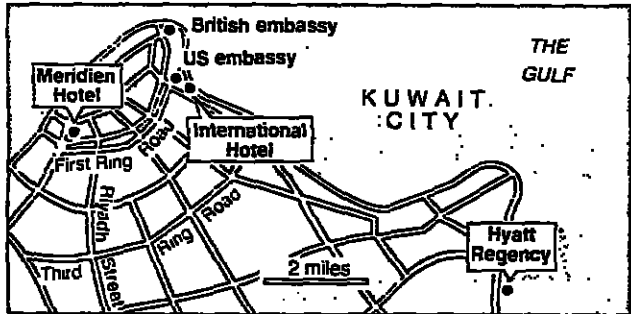 British embassy
US embassy
THE
GULF
Meridien
Hotel
KUWAIT
CITY
International
Hotel
First Ring Road
Riyadh Street
Third Ring Road
2 miles
Hyatt
Regency